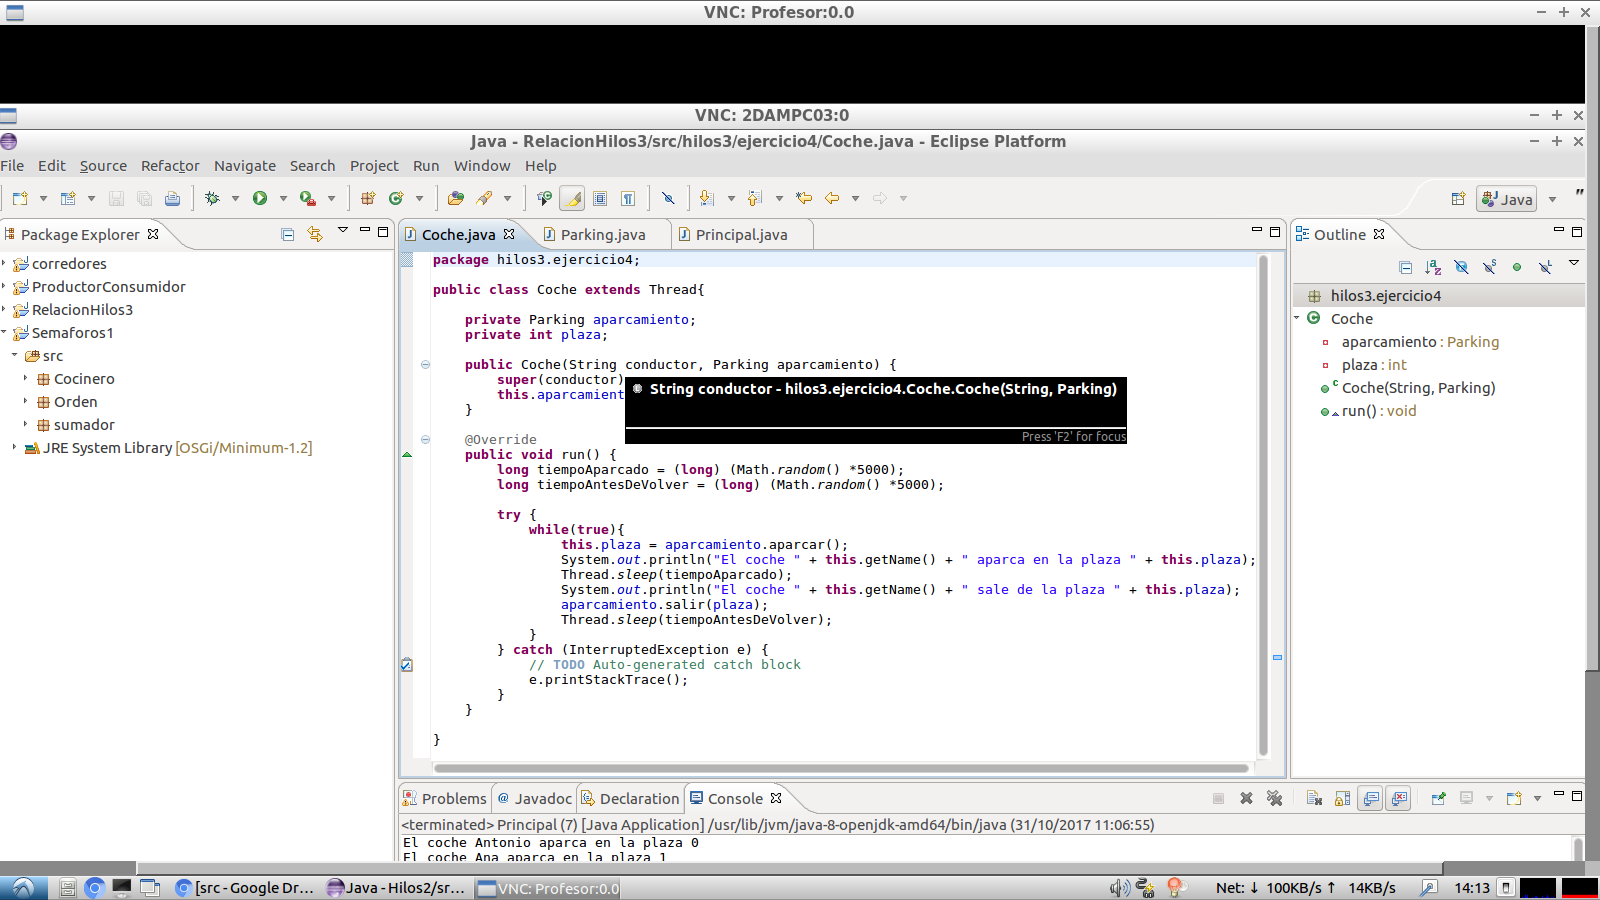 VNC: Profesor:0.0
VNC: 2DAMPC03:0
Java - RelacionHilos3/src/hilos3/ejercicio4/Coche.java - Eclipse Platform
File Edit Source Refactor Navigate Search Project Run Window Help
Java
Package Explorer
corredores
ProductorConsumidor
RelacionHilos3
Semaforos1
src
Cocinero
Orden
sumador
JRE System Library [OSGi/Minimum-1.2]
Coche.java Parking.java Principal.java
package hilos3.ejercicio4;
public class Coche extends Thread{
private Parking aparcamiento;
private int plaza;
public Coche(String conductor, Parking aparcamiento) {
super(conductor)
this.aparcamient
}
String conductor - hilos3.ejercicio4.Coche.Coche(String, Parking)
Press 'F2' for focus
@Override
public void run() {
long tiempoAparcado = (long) (Math.random() *5000);
long tiempoAntesDeVolver = (long) (Math.random() *5000);
try {
while(true){
this.plaza = aparcamiento.aparcar();
System.out.println("El coche " + this.getName() + " aparca en la plaza " + this.plaza);
Thread.sleep(tiempoAparcado);
System.out.println("El coche " + this.getName() + " sale de la plaza " + this.plaza);
aparcamiento.salir(plaza);
Thread.sleep(tiempoAntesDeVolver);
}
} catch (InterruptedException e) {
// TODO Auto-generated catch block
e.printStackTrace();
}
}
}
Outline
hilos3.ejercicio4
Coche
aparcamiento : Parking
plaza : int
Coche(String, Parking)
run() : void
Problems Javadoc Declaration Console
<terminated> Principal (7) [Java Application] /usr/lib/jvm/java-8-openjdk-amd64/bin/java (31/10/2017 11:06:55)
El coche Antonio aparca en la plaza 0
El coche Ana aparca en la plaza 1
[src - Google Dr... Java - Hilos2/sr... VNC: Profesor:0.0 Net: ↓ 100KB/s ↑ 14KB/s 14:13